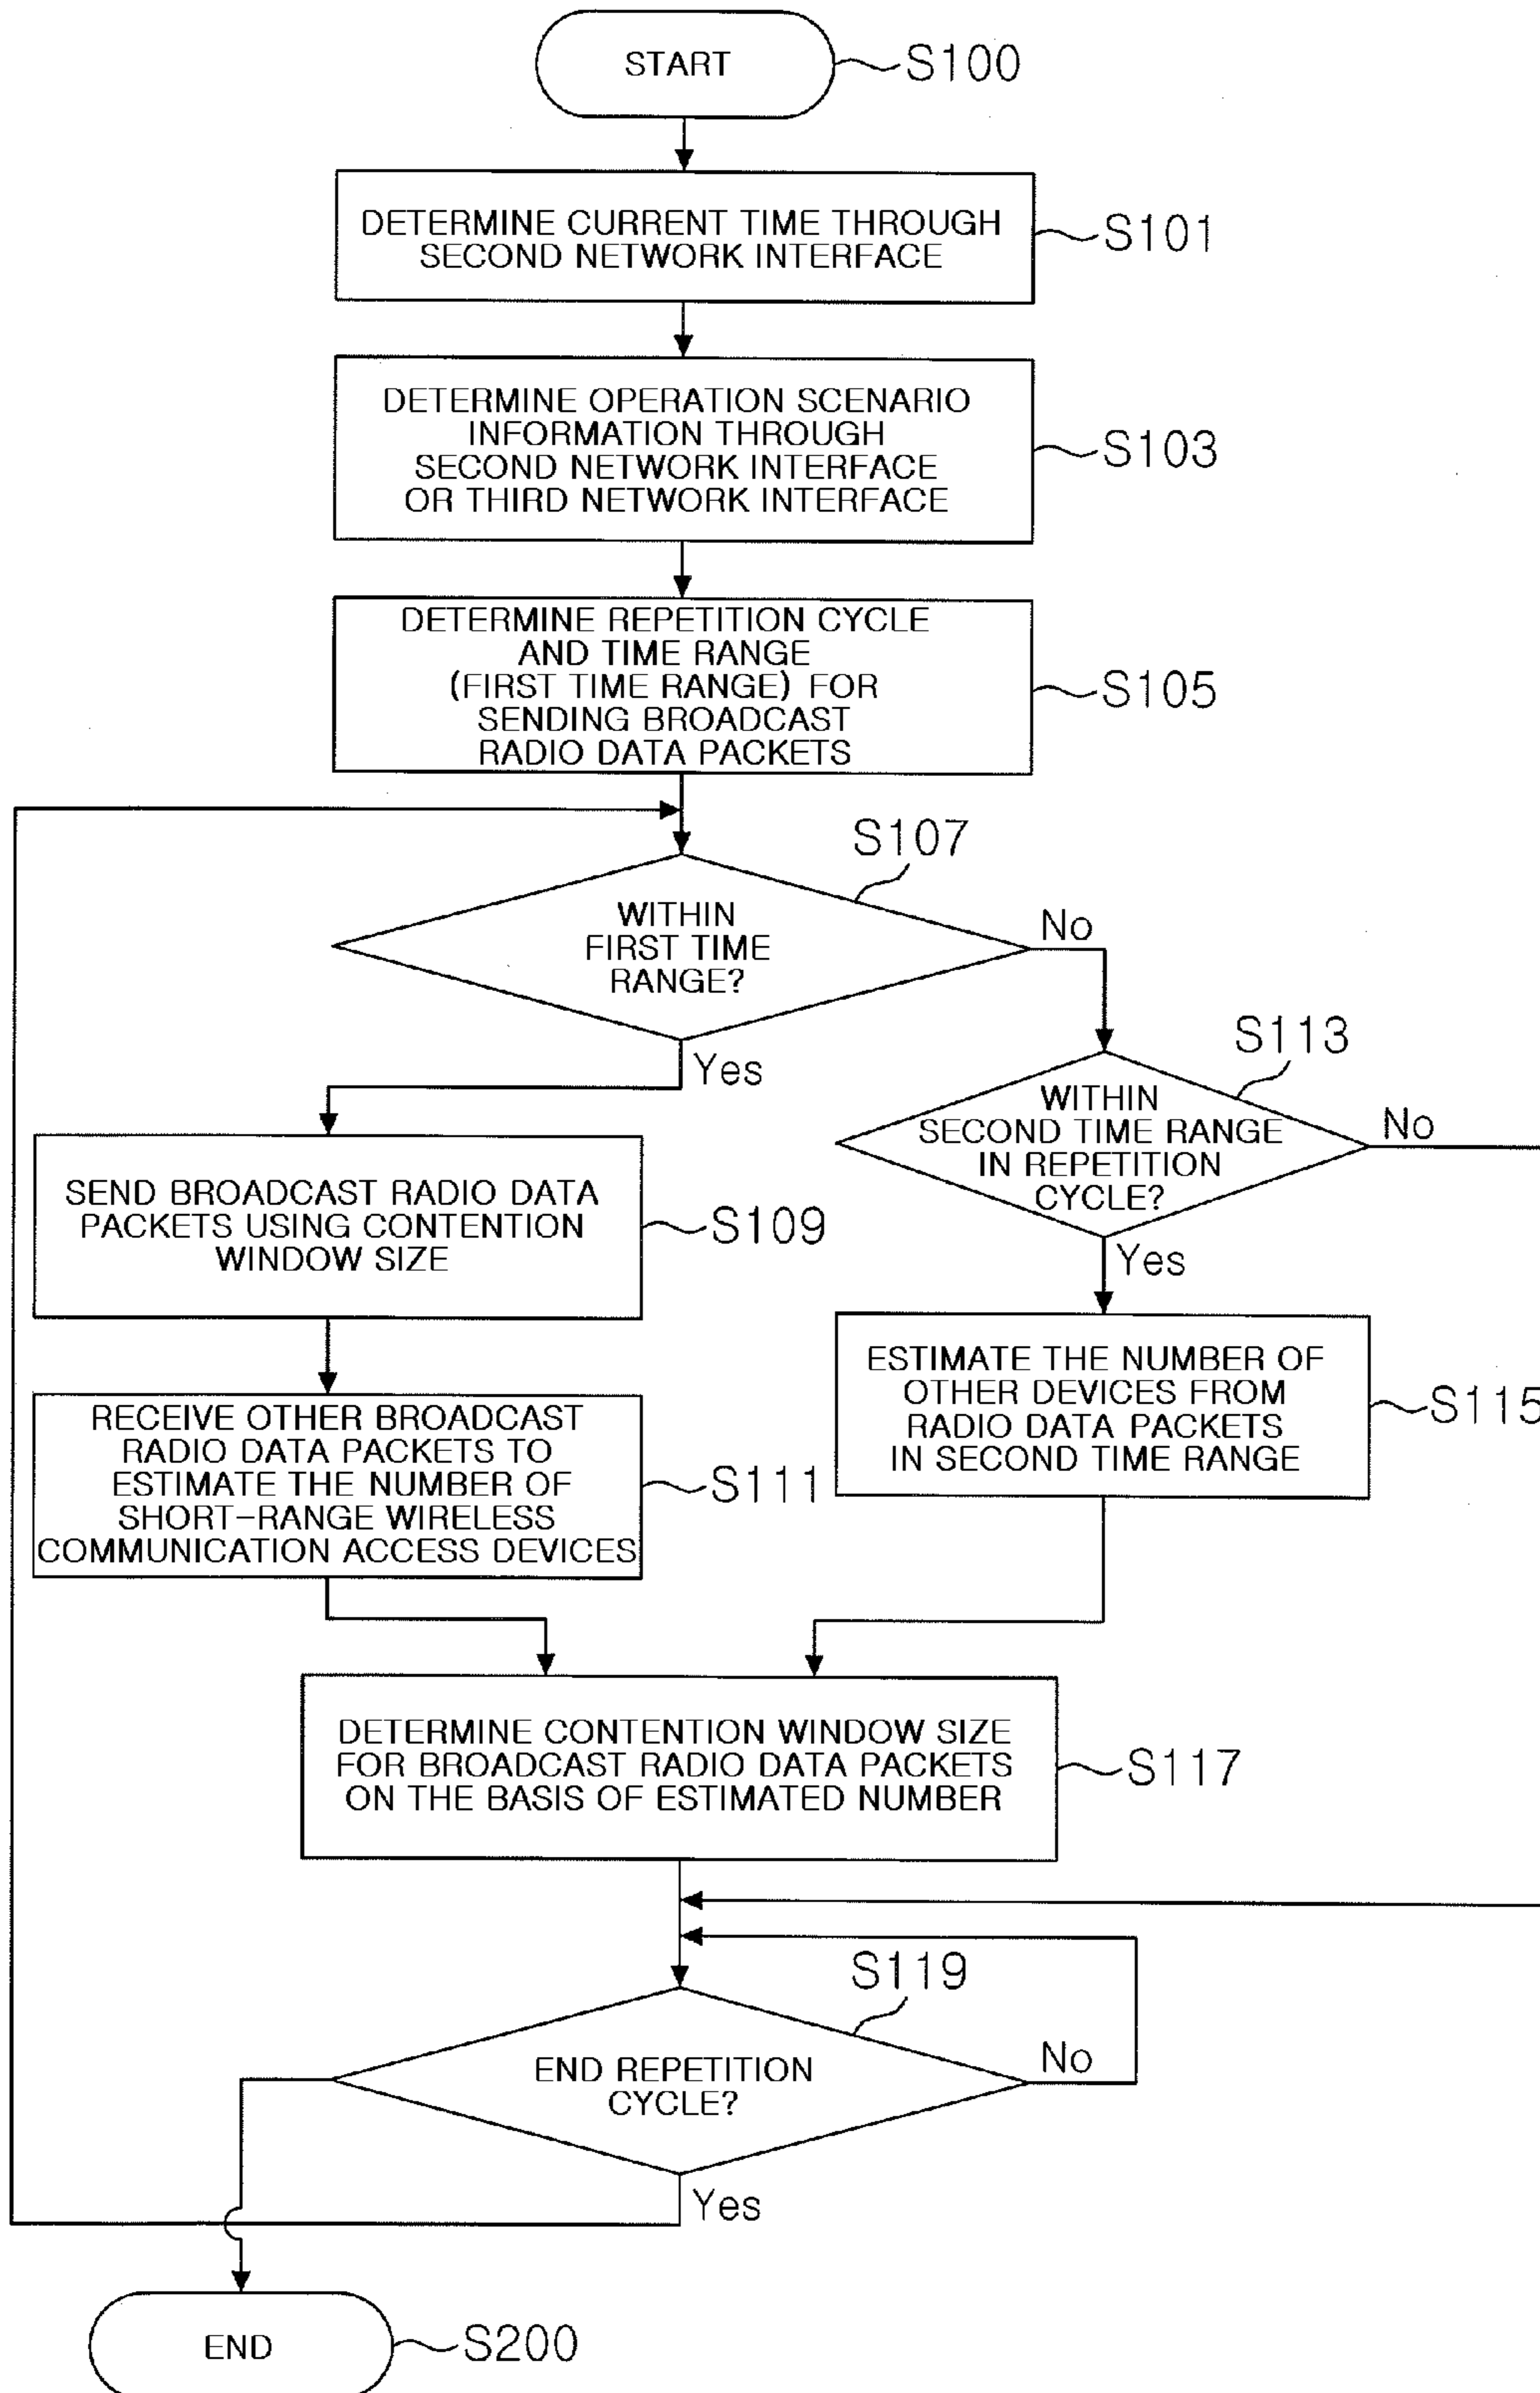 START
S100
DETERMINE CURRENT TIME THROUGH
SECOND NETWORK INTERFACE
S101
DETERMINE OPERATION SCENARIO
INFORMATION THROUGH
SECOND NETWORK INTERFACE
OR THIRD NETWORK INTERFACE
S103
DETERMINE REPETITION CYCLE
AND TIME RANGE
(FIRST TIME RANGE) FOR
SENDING BROADCAST
RADIO DATA PACKETS
S105
S107
WITHIN
FIRST TIME
RANGE?
No
Yes
S113
WITHIN
SECOND TIME RANGE
IN REPETITION
CYCLE?
No
Yes
SEND BROADCAST RADIO DATA
PACKETS USING CONTENTION
WINDOW SIZE
S109
ESTIMATE THE NUMBER OF
OTHER DEVICES FROM
RADIO DATA PACKETS
IN SECOND TIME RANGE
S115
RECEIVE OTHER BROADCAST
RADIO DATA PACKETS TO
ESTIMATE THE NUMBER OF
SHORT-RANGE WIRELESS
COMMUNICATION ACCESS DEVICES
S111
DETERMINE CONTENTION WINDOW SIZE
FOR BROADCAST RADIO DATA PACKETS
ON THE BASIS OF ESTIMATED NUMBER
S117
S119
END REPETITION
CYCLE?
No
Yes
END
S200